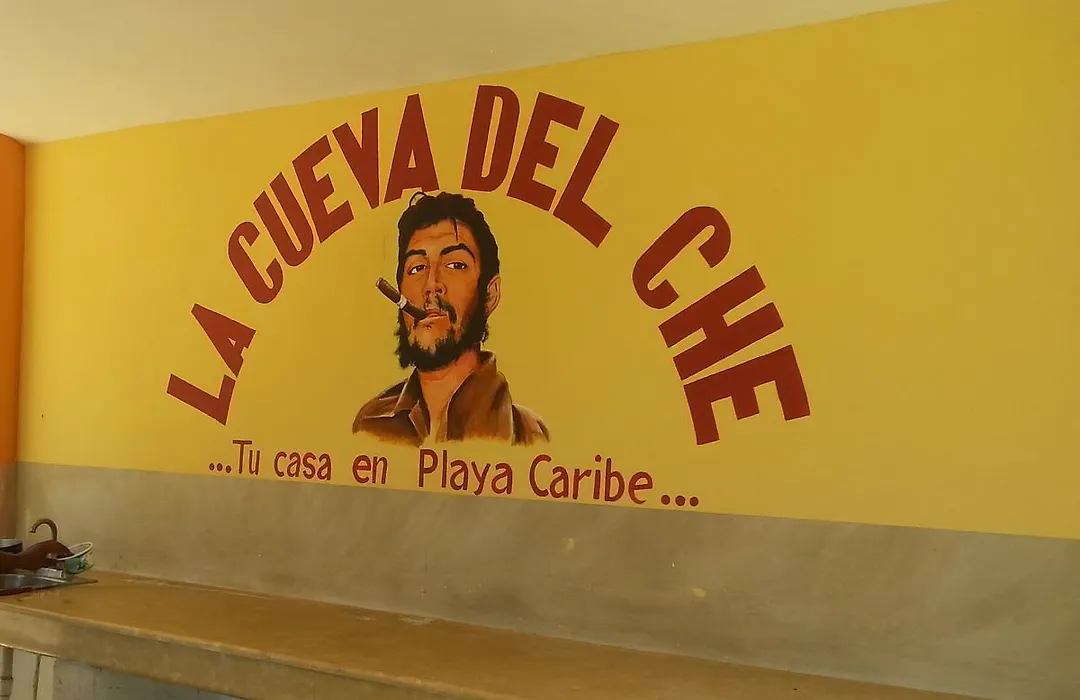 LA CUEVA DEL CHE
...Tu casa en Playa Caribe...